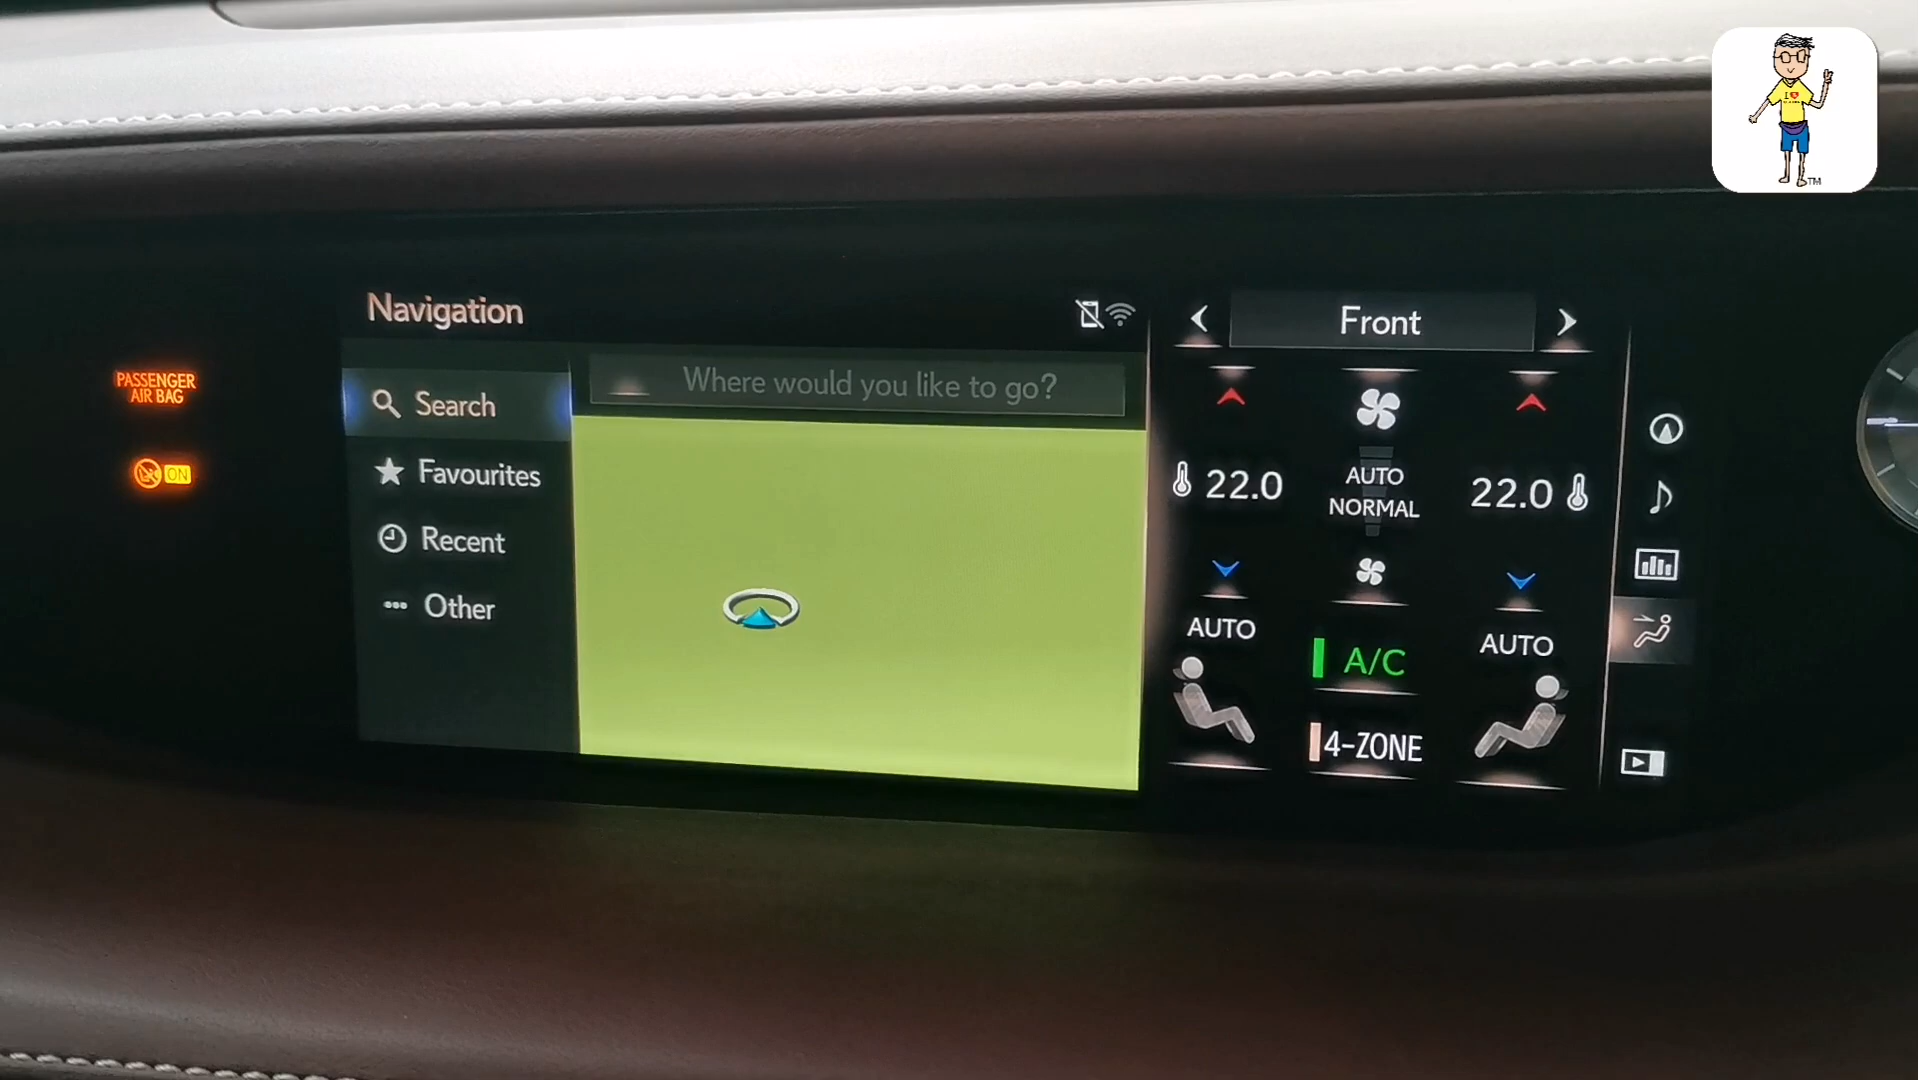 PASSENGER
AIR BAG
ON
Navigation
Search
Favourites
Recent
Other
Where would you like to go?
Front
22.0
AUTO
NORMAL
22.0
AUTO
A/C
AUTO
4-ZONE
I
TM